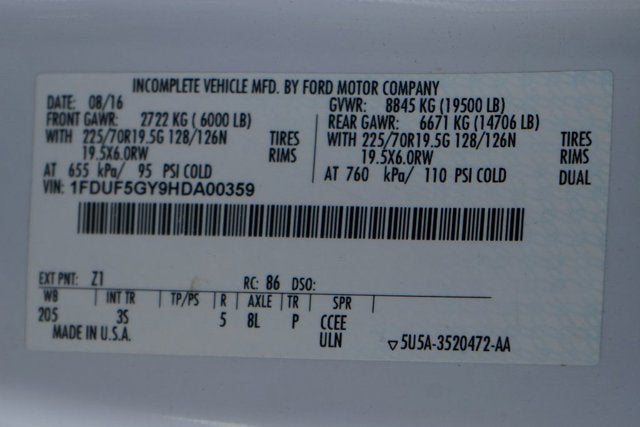 INCOMPLETE VEHICLE MFD. BY FORD MOTOR COMPANY
DATE: 08/16 GVWR: 8845 KG (19500 LB)
FRONT GAWR: 2722 KG ( 6000 LB) REAR GAWR: 6671 KG (14706 LB)
WITH 225/70R19.5G 128/126N TIRES WITH 225/70R19.5G 128/126N TIRES
19.5X6.0RW RIMS 19.5X6.0RW RIMS
AT 655 kPa/ 95 PSI COLD AT 760 kPa/ 110 PSI COLD DUAL
VIN: 1FDUF5GY9HDA00359
EXT PNT: Z1 RC: 86 DSO:
WB INT TR TP/PS R AXLE TR SPR
205 3S 5 8L P CCEE
MADE IN U.S.A. ULN ▽5U5A-3520472-AA